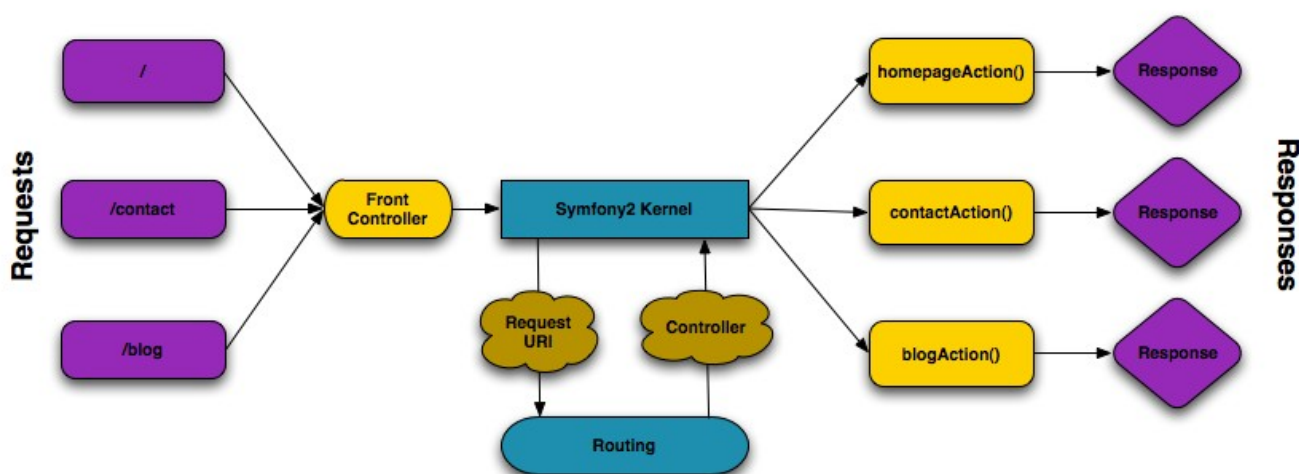 Requests
/
/contact
/blog
Front
Controller
Symfony2 Kernel
Request
URI
Controller
Routing
homepageAction()
contactAction()
blogAction()
Response
Response
Response
Responses